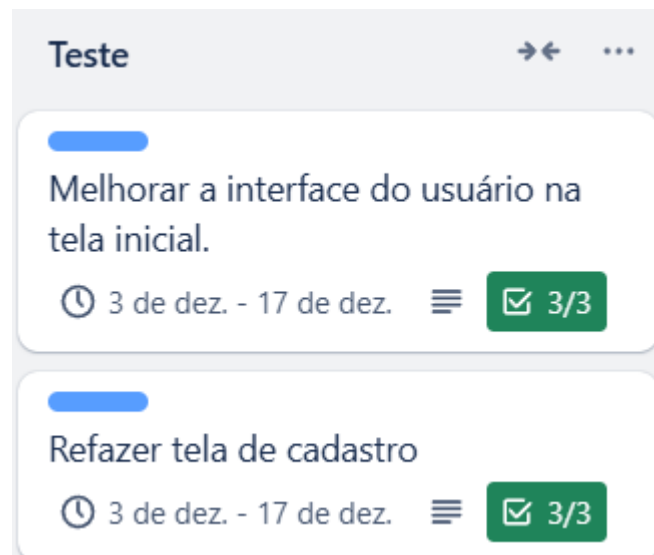 Teste
Melhorar a interface do usuário na
tela inicial.
3 de dez. - 17 de dez. 3/3
Refazer tela de cadastro
3 de dez. - 17 de dez. 3/3